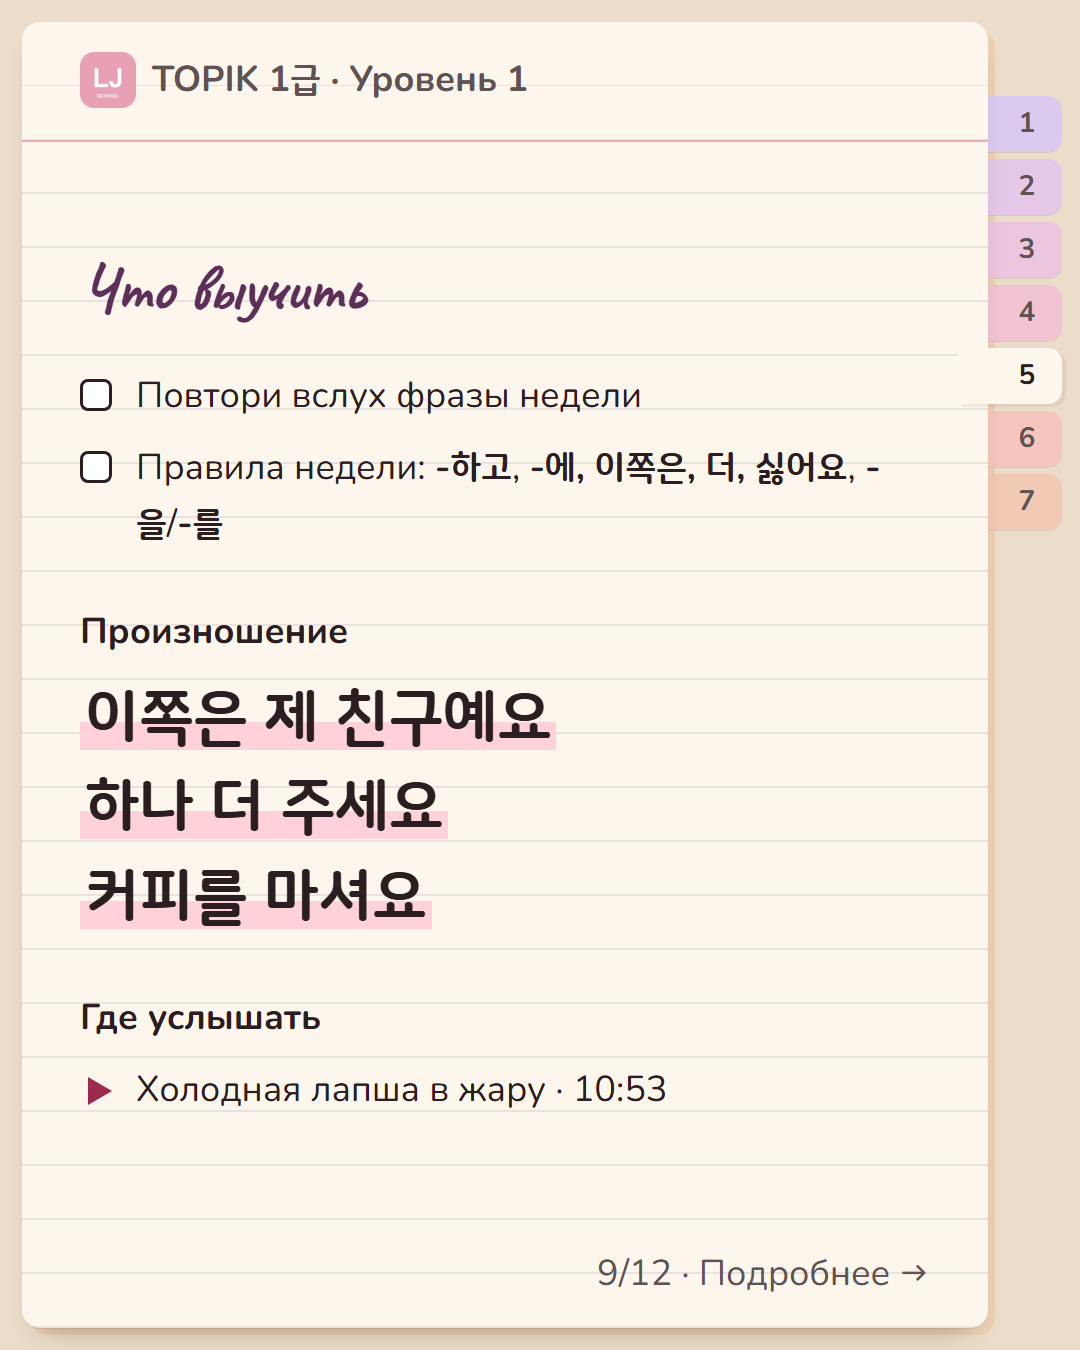 LJ
SCHOOL
TOPIK 1급 · Уровень 1
1
2
3
4
5
6
7
Что выучить
Повтори вслух фразы недели
Правила недели: -하고, -에, 이쪽은, 더, 싫어요, -
을/-를
Произношение
이쪽은 제 친구예요
하나 더 주세요
커피를 마셔요
Где услышать
Холодная лапша в жару · 10:53
9/12 · Подробнее →